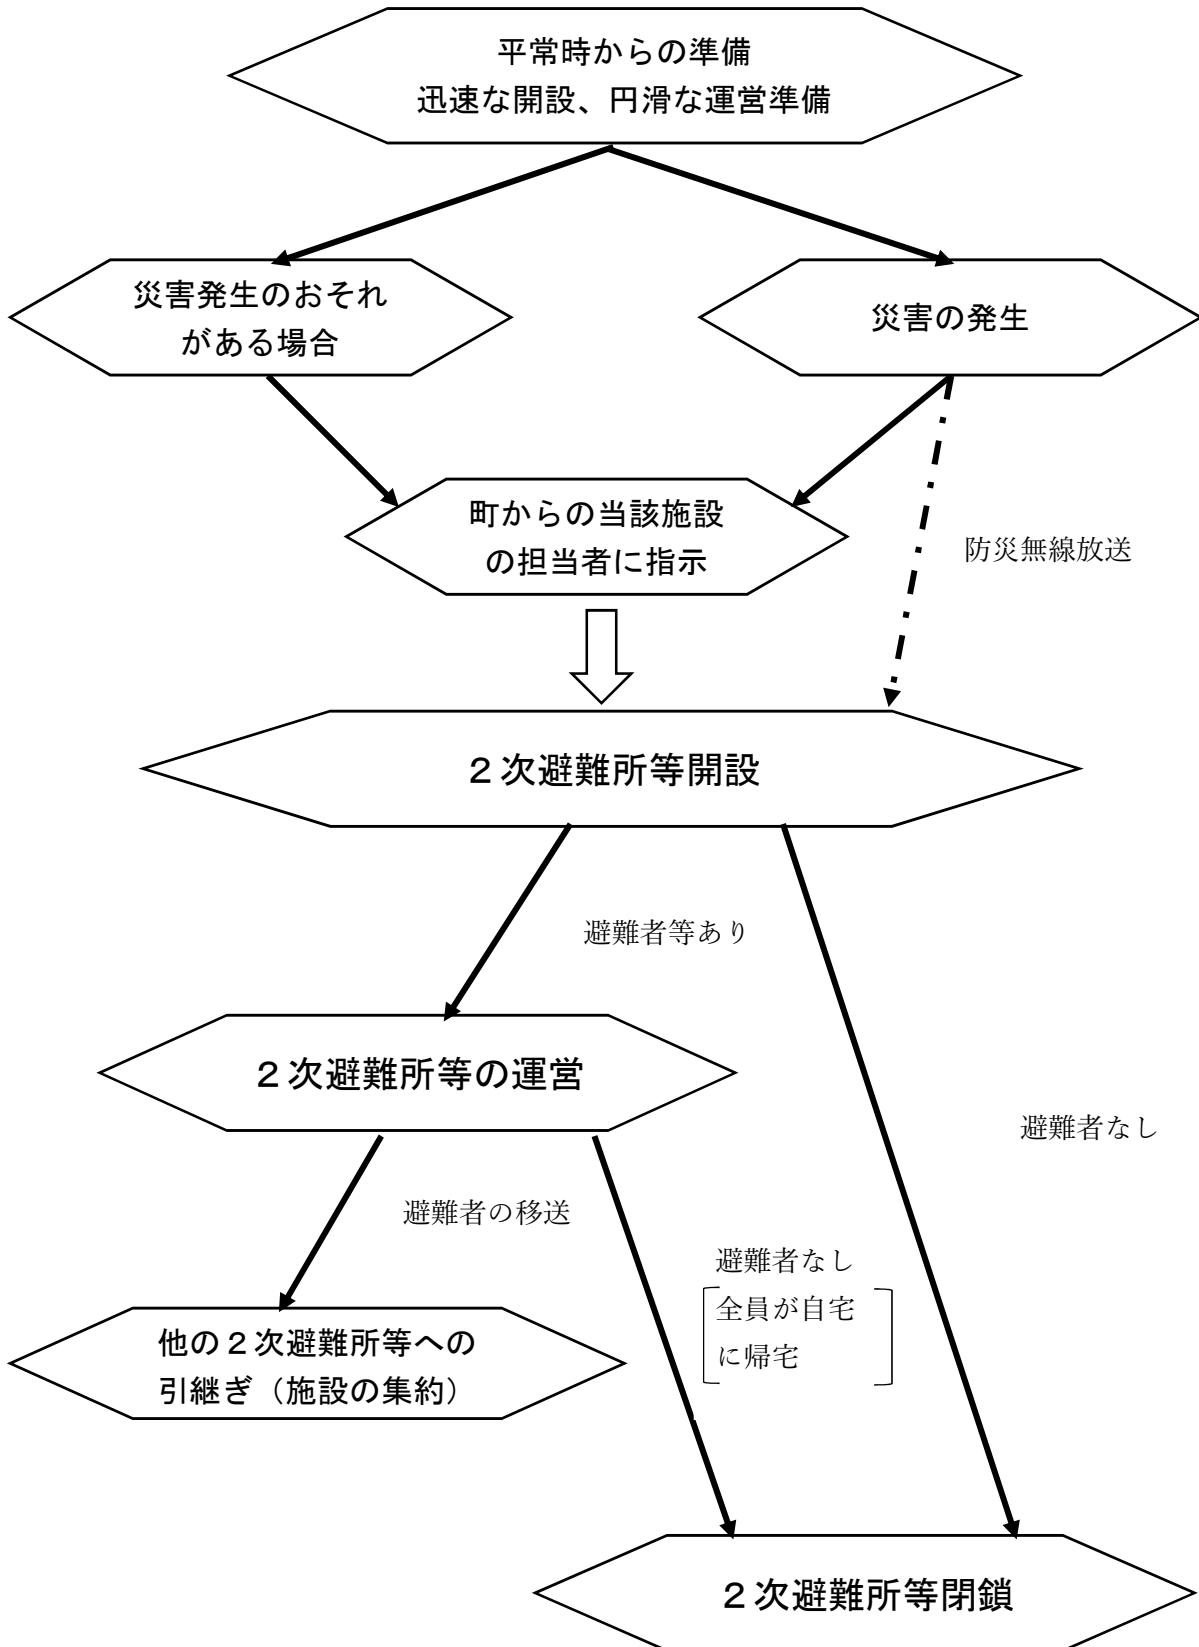 平常時からの準備
迅速な開設、円滑な運営準備
災害発生のおそれ
がある場合
災害の発生
町からの当該施設
の担当者に指示
防災無線放送
２次避難所等開設
避難者等あり
２次避難所等の運営
避難者なし
避難者の移送
避難者なし
全員が自宅
に帰宅
他の２次避難所等への
引継ぎ（施設の集約）
２次避難所等閉鎖